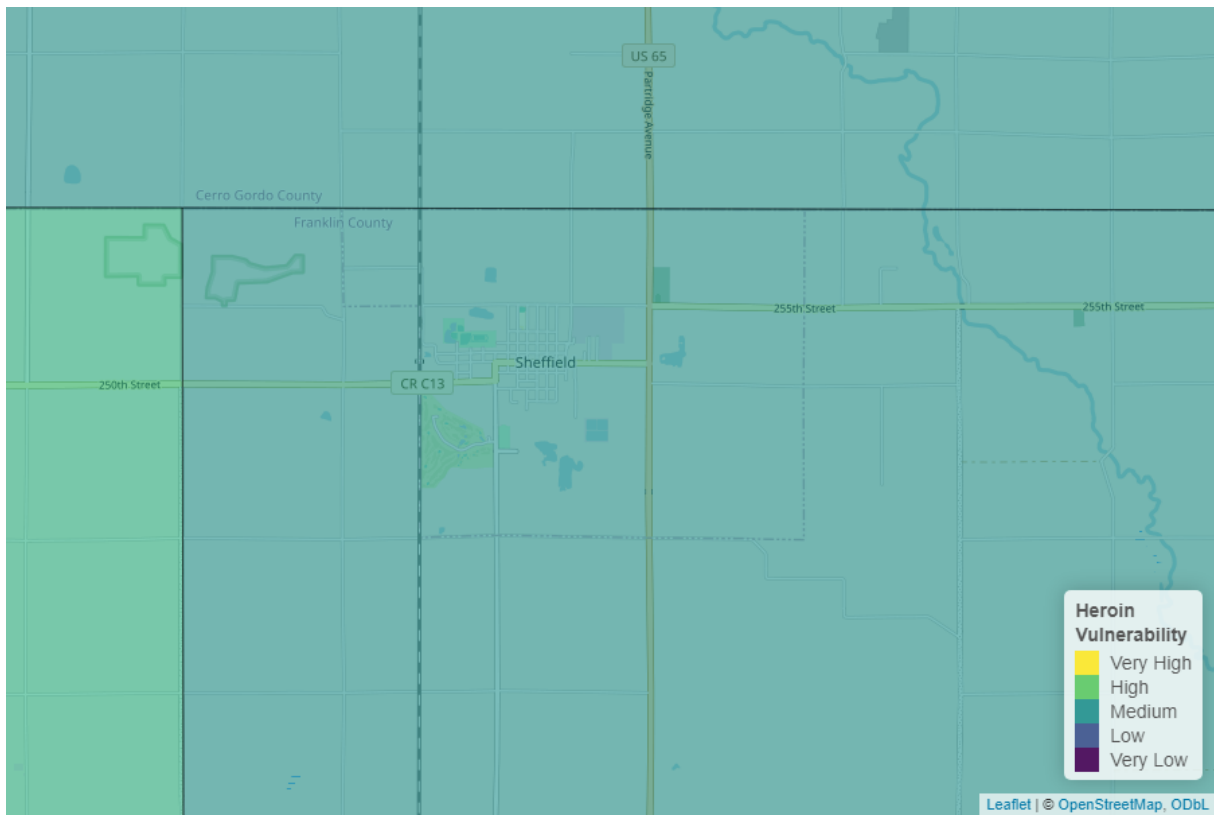 US 65
Partridge Avenue
Cerro Gordo County
Franklin County
255th Street
255th Street
Sheffield
250th Street
CR C13
Heroin
Vulnerability
Very High
High
Medium
Low
Very Low
Leaflet | © OpenStreetMap, ODbL